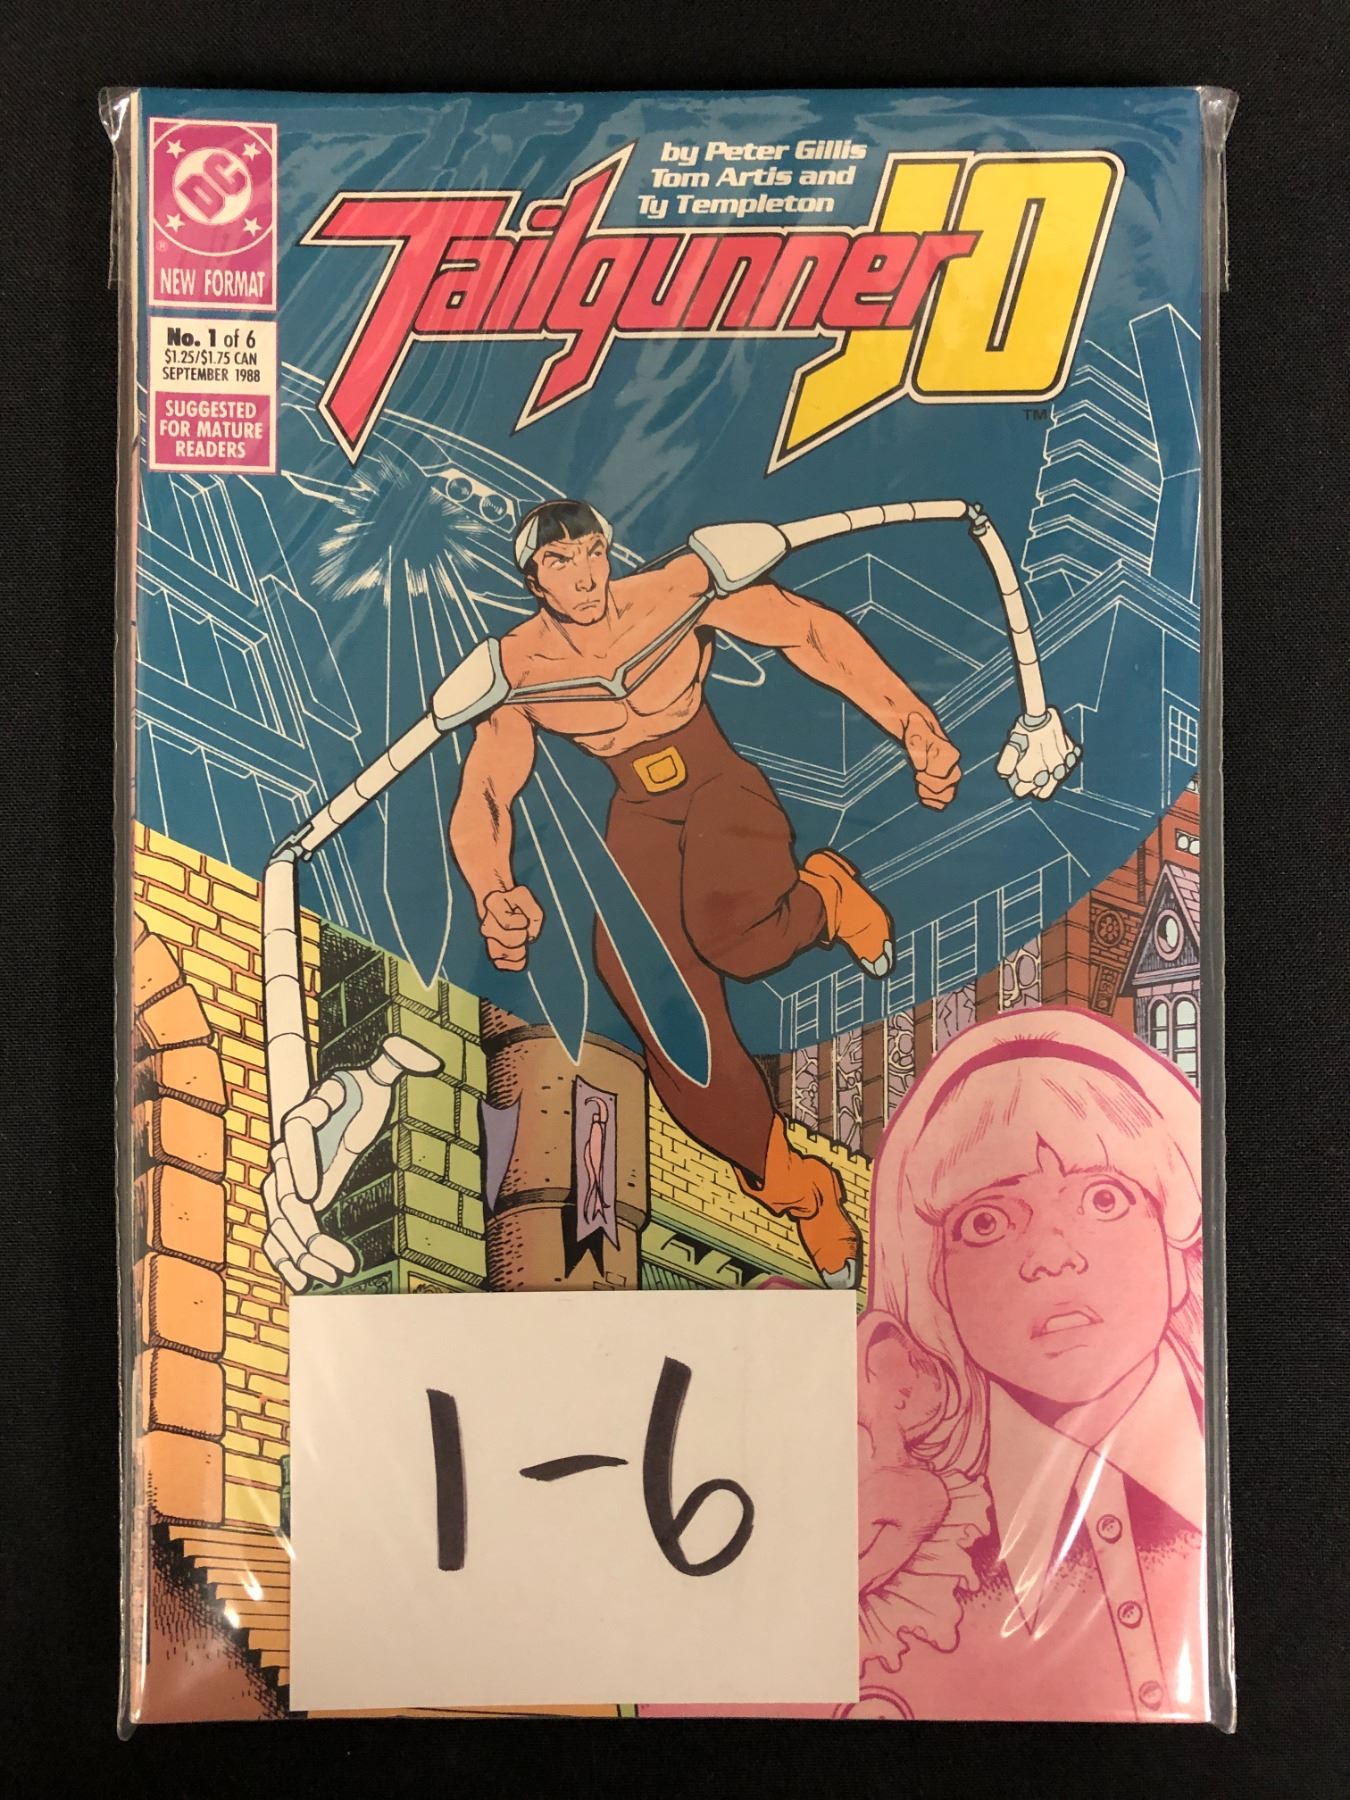 DC
®
NEW FORMAT
No. 1 of 6
$1.25/$1.75 CAN
SEPTEMBER 1988
SUGGESTED
FOR MATURE
READERS
by Peter Gillis
Tom Artis and
Ty Templeton
Tailgunner JO
TM
1-6